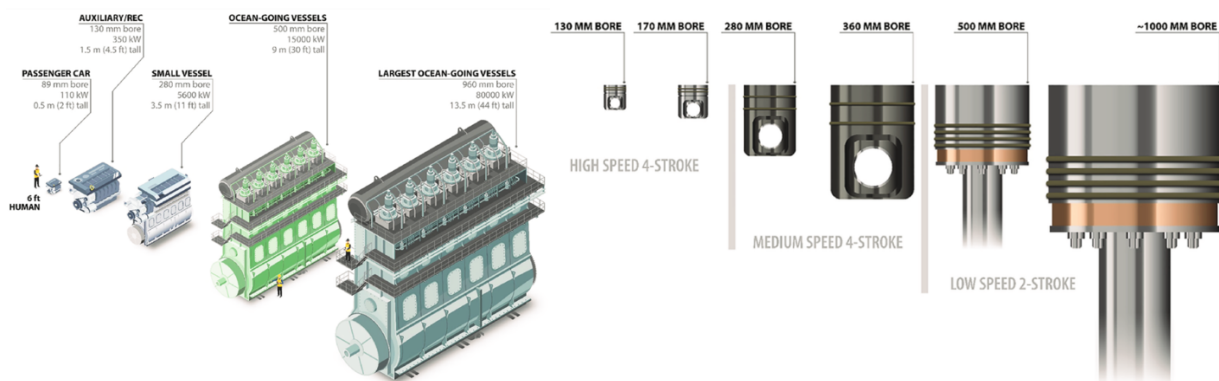 AUXILIARY/REC
130 mm bore
350 kW
1.5 m (4.5 ft) tall
OCEAN-GOING VESSELS
500 mm bore
15000 kW
9 m (30 ft) tall
PASSENGER CAR
89 mm bore
110 kW
0.5 m (2 ft) tall
SMALL VESSEL
280 mm bore
5600 kW
3.5 m (11 ft) tall
LARGEST OCEAN-GOING VESSELS
960 mm bore
80000 kW
13.5 m (44 ft) tall
6 ft
HUMAN
130 MM BORE
170 MM BORE
280 MM BORE
360 MM BORE
500 MM BORE
~1000 MM BORE
HIGH SPEED 4-STROKE
MEDIUM SPEED 4-STROKE
LOW SPEED 2-STROKE